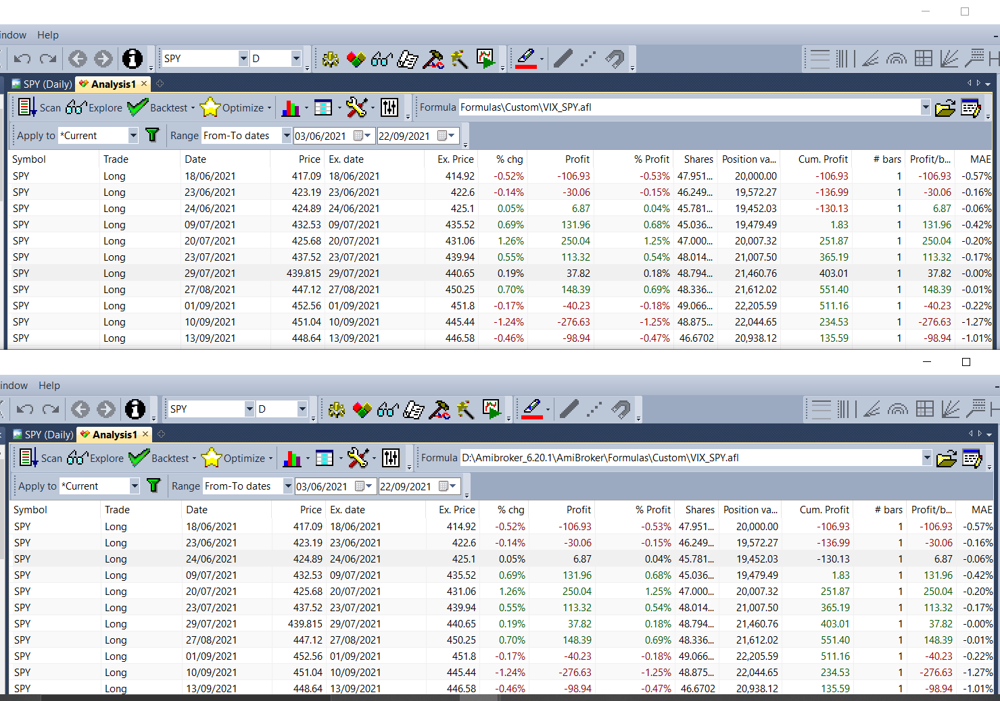 indow Help
SPY D
SPY (Daily) Analysis1
Scan Explore Backtest Optimize Formula Formulas\Custom\VIX_SPY.afl
Apply to *Current Range From-To dates 03/06/2021 22/09/2021
Symbol Trade Date Price Ex. date Ex. Price % chg Profit % Profit Shares Position va... Cum. Profit # bars Profit/b... MAE
SPY Long 18/06/2021 417.09 18/06/2021 414.92 -0.52% -106.93 -0.53% 47.951... 20,000.00 -106.93 1 -106.93 -0.57%
SPY Long 23/06/2021 423.19 23/06/2021 422.6 -0.14% -30.06 -0.15% 46.249... 19,572.27 -136.99 1 -30.06 -0.16%
SPY Long 24/06/2021 424.89 24/06/2021 425.1 0.05% 6.87 0.04% 45.781... 19,452.03 -130.13 1 6.87 -0.06%
SPY Long 09/07/2021 432.53 09/07/2021 435.52 0.69% 131.96 0.68% 45.036... 19,479.49 1.83 1 131.96 -0.42%
SPY Long 20/07/2021 425.68 20/07/2021 431.06 1.26% 250.04 1.25% 47.000... 20,007.32 251.87 1 250.04 -0.20%
SPY Long 23/07/2021 437.52 23/07/2021 439.94 0.55% 113.32 0.54% 48.014... 21,007.50 365.19 1 113.32 -0.17%
SPY Long 29/07/2021 439.815 29/07/2021 440.65 0.19% 37.82 0.18% 48.794... 21,460.76 403.01 1 37.82 -0.00%
SPY Long 27/08/2021 447.12 27/08/2021 450.25 0.70% 148.39 0.69% 48.336... 21,612.02 551.40 1 148.39 -0.01%
SPY Long 01/09/2021 452.56 01/09/2021 451.8 -0.17% -40.23 -0.18% 49.066... 22,205.59 511.16 1 -40.23 -0.22%
SPY Long 10/09/2021 451.04 10/09/2021 445.44 -1.24% -276.63 -1.25% 48.875... 22,044.65 234.53 1 -276.63 -1.27%
SPY Long 13/09/2021 448.64 13/09/2021 446.58 -0.46% -98.94 -0.47% 46.6702 20,938.12 135.59 1 -98.94 -1.01%
indow Help
SPY D
SPY (Daily) Analysis1
Scan Explore Backtest Optimize Formula D:\Amibroker_6.20.1\AmiBroker\Formulas\Custom\VIX_SPY.afl
Apply to *Current Range From-To dates 03/06/2021 22/09/2021
Symbol Trade Date Price Ex. date Ex. Price % chg Profit % Profit Shares Position va... Cum. Profit # bars Profit/b... MAE
SPY Long 18/06/2021 417.09 18/06/2021 414.92 -0.52% -106.93 -0.53% 47.951... 20,000.00 -106.93 1 -106.93 -0.57%
SPY Long 23/06/2021 423.19 23/06/2021 422.6 -0.14% -30.06 -0.15% 46.249... 19,572.27 -136.99 1 -30.06 -0.16%
SPY Long 24/06/2021 424.89 24/06/2021 425.1 0.05% 6.87 0.04% 45.781... 19,452.03 -130.13 1 6.87 -0.06%
SPY Long 09/07/2021 432.53 09/07/2021 435.52 0.69% 131.96 0.68% 45.036... 19,479.49 1.83 1 131.96 -0.42%
SPY Long 20/07/2021 425.68 20/07/2021 431.06 1.26% 250.04 1.25% 47.000... 20,007.32 251.87 1 250.04 -0.20%
SPY Long 23/07/2021 437.52 23/07/2021 439.94 0.55% 113.32 0.54% 48.014... 21,007.50 365.19 1 113.32 -0.17%
SPY Long 29/07/2021 439.815 29/07/2021 440.65 0.19% 37.82 0.18% 48.794... 21,460.76 403.01 1 37.82 -0.00%
SPY Long 27/08/2021 447.12 27/08/2021 450.25 0.70% 148.39 0.69% 48.336... 21,612.02 551.40 1 148.39 -0.01%
SPY Long 01/09/2021 452.56 01/09/2021 451.8 -0.17% -40.23 -0.18% 49.066... 22,205.59 511.16 1 -40.23 -0.22%
SPY Long 10/09/2021 451.04 10/09/2021 445.44 -1.24% -276.63 -1.25% 48.875... 22,044.65 234.53 1 -276.63 -1.27%
SPY Long 13/09/2021 448.64 13/09/2021 446.58 -0.46% -98.94 -0.47% 46.6702 20,938.12 135.59 1 -98.94 -1.01%